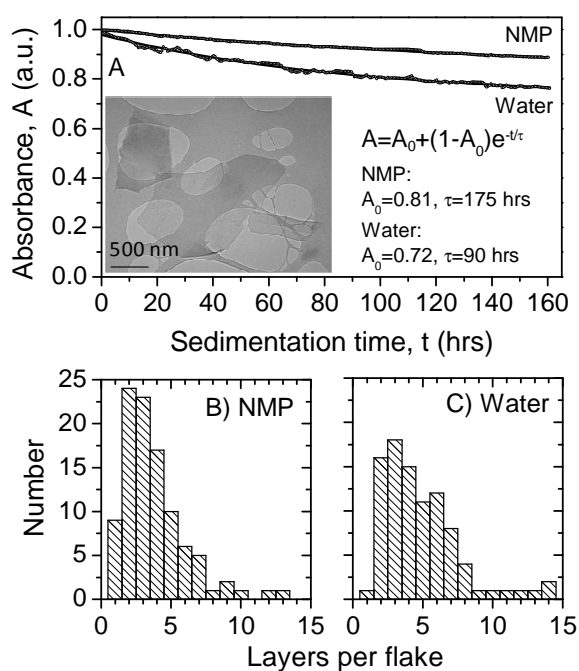 1.0
0.8
0.6
0.4
0.2
0.0
Absorbance, A (a.u.)
A
NMP
Water
A=A₀+(1-A₀)e⁻ᵗ/τ
NMP:
A₀=0.81, τ=175 hrs
Water:
A₀=0.72, τ=90 hrs
500 nm
0 20 40 60 80 100 120 140 160
Sedimentation time, t (hrs)
25
20
15
10
5
0
Number
B) NMP
C) Water
0 5 10 15
0 5 10 15
Layers per flake